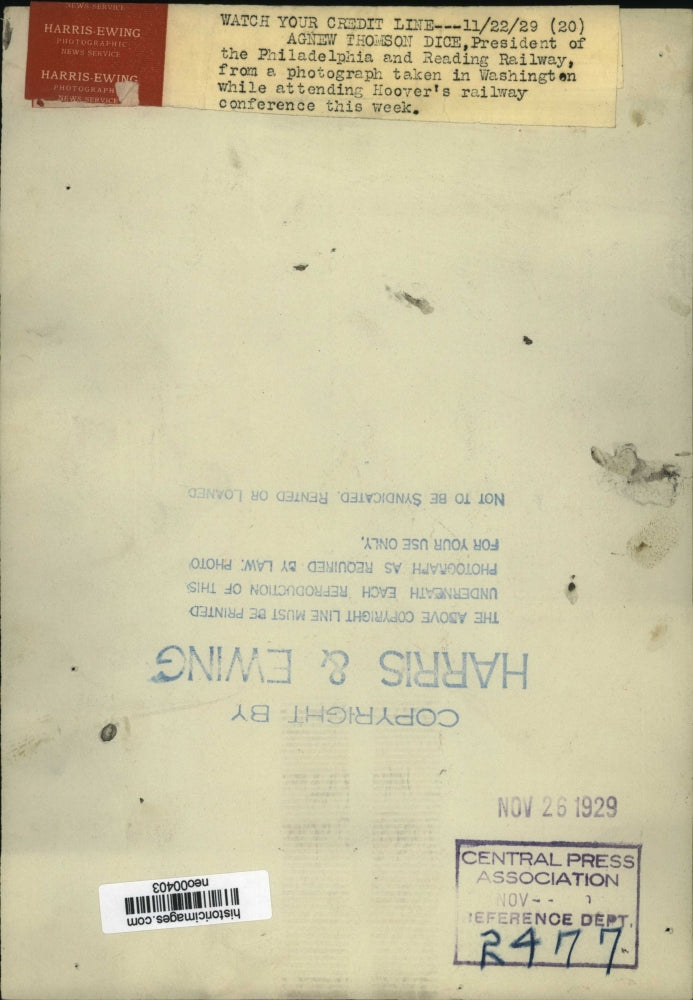 NEWS SERVICE
HARRIS-EWING
PHOTOGRAPHIC
NEWS SERVICE
HARRIS-EWING
PHOTOGRAPH
NEWS SERVICE
WATCH YOUR CREDIT LINE---11/22/29 (20)
AGNEW THOMSON DICE,President of
the Philadelphia and Reading Railway,
from a photograph taken in Washington
while attending Hoover's railway
conference this week.
COPYRIGHT BY
HARRIS & EWING
THE ABOVE COPYRIGHT LINE MUST BE PRINTED
UNDERNEATH EACH REPRODUCTION OF THIS
PHOTOGRAPH AS REQUIRED BY LAW. PHOTO
FOR YOUR USE ONLY.
NOT TO BE SYNDICATED, RENTED OR LOANED
NOV 26 1929
CENTRAL PRESS
ASSOCIATION
NOV--
REFERENCE DEPT.
R477
historicimages.com
neo00403